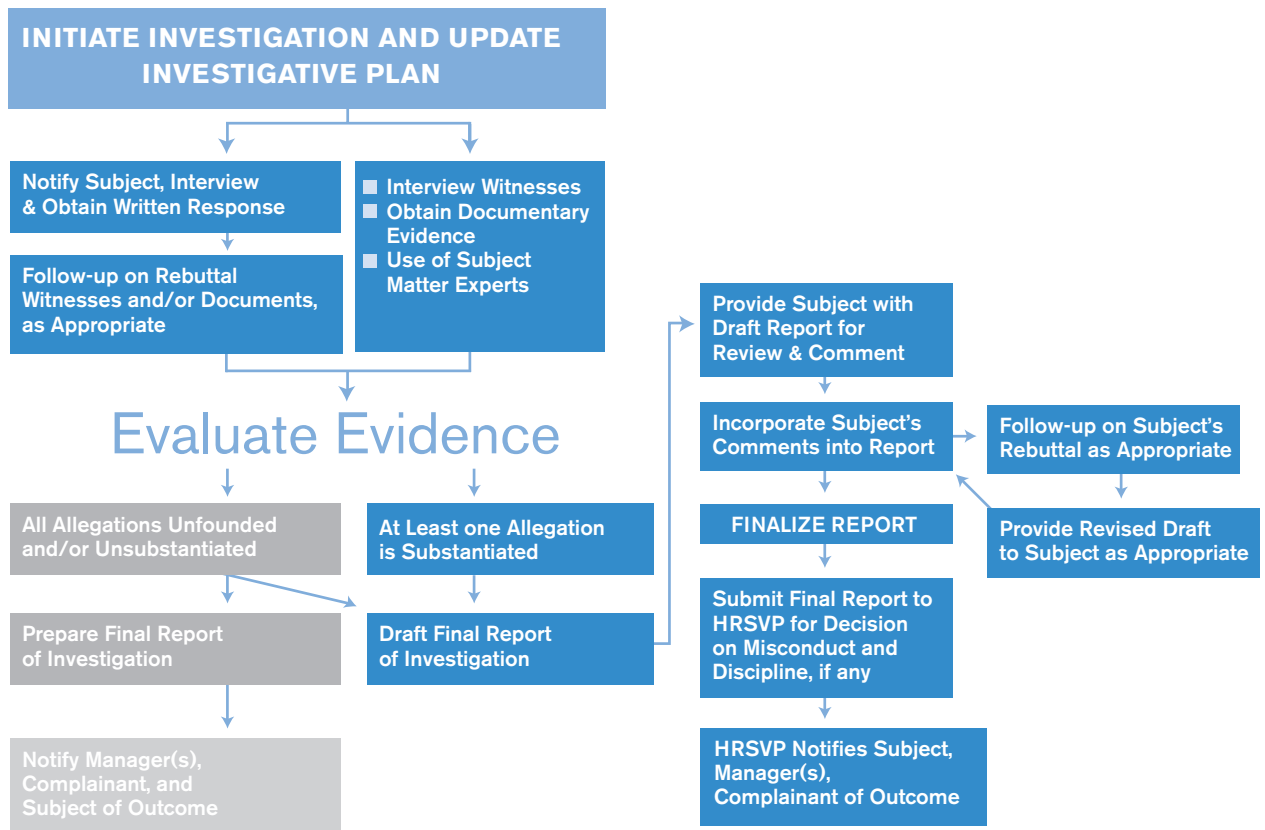 INITIATE INVESTIGATION AND UPDATE
INVESTIGATIVE PLAN
Notify Subject, Interview
& Obtain Written Response
Follow-up on Rebuttal
Witnesses and/or Documents,
as Appropriate
Interview Witnesses
Obtain Documentary
Evidence
Use of Subject
Matter Experts
Evaluate Evidence
All Allegations Unfounded
and/or Unsubstantiated
At Least one Allegation
is Substantiated
Prepare Final Report
of Investigation
Draft Final Report
of Investigation
Notify Manager(s),
Complainant, and
Subject of Outcome
Provide Subject with
Draft Report for
Review & Comment
Incorporate Subject's
Comments into Report
Follow-up on Subject's
Rebuttal as Appropriate
Provide Revised Draft
to Subject as Appropriate
FINALIZE REPORT
Submit Final Report to
HRSVP for Decision
on Misconduct and
Discipline, if any
HRSVP Notifies Subject,
Manager(s),
Complainant of Outcome